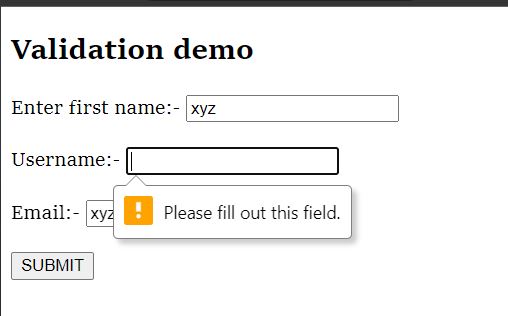 Validation demo
Enter first name:- xyz
Username:-
Please fill out this field.
Email:- xyz
SUBMIT